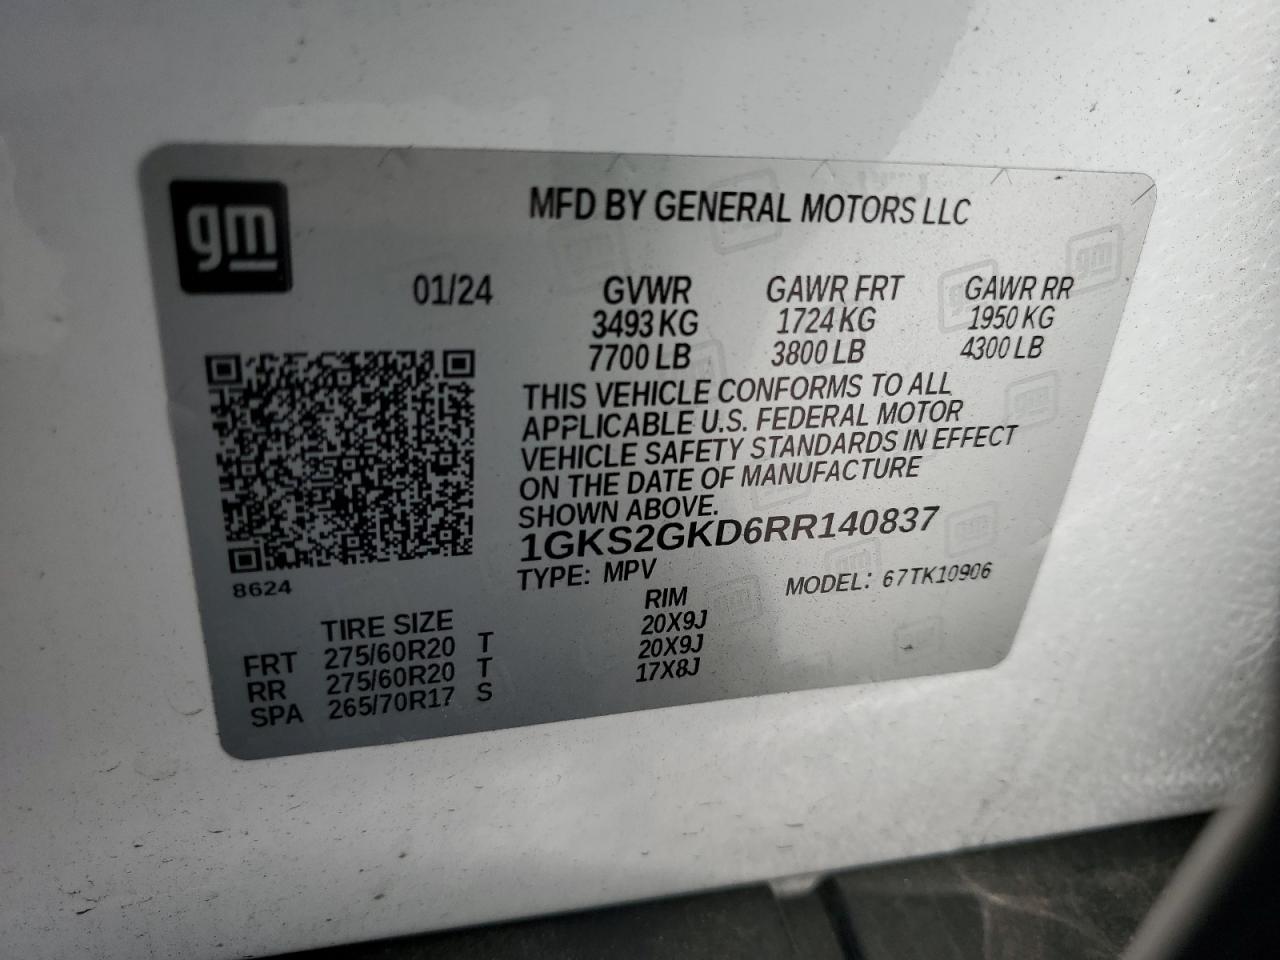 gm
MFD BY GENERAL MOTORS LLC
01/24 GVWR GAWR FRT GAWR RR
3493 KG 1724 KG 1950 KG
7700 LB 3800 LB 4300 LB
THIS VEHICLE CONFORMS TO ALL
APPLICABLE U.S. FEDERAL MOTOR
VEHICLE SAFETY STANDARDS IN EFFECT
ON THE DATE OF MANUFACTURE
SHOWN ABOVE.
1GKS2GKD6RR140837
TYPE: MPV MODEL: 67TK10906
8624
TIRE SIZE RIM
FRT 275/60R20 T 20X9J
RR 275/60R20 T 20X9J
SPA 265/70R17 S 17X8J